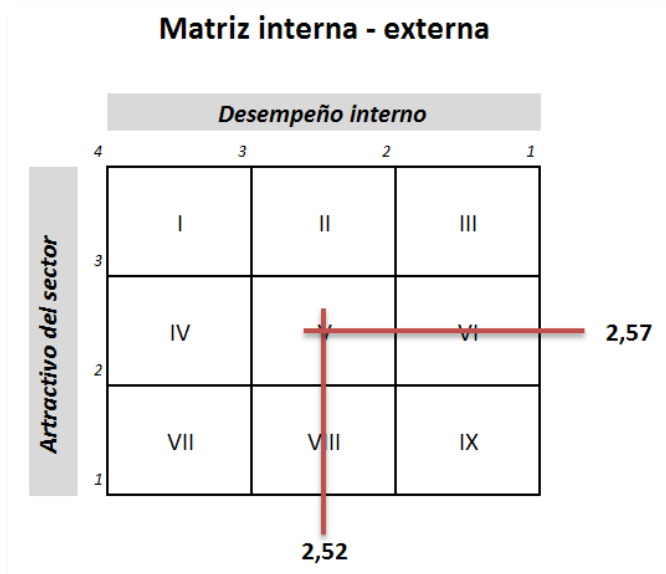 Matriz interna - externa
Desempeño interno
4 3 2 1
Artractivo del sector
I II III
3
IV V VI 2,57
2
VII VIII IX
1
2,52